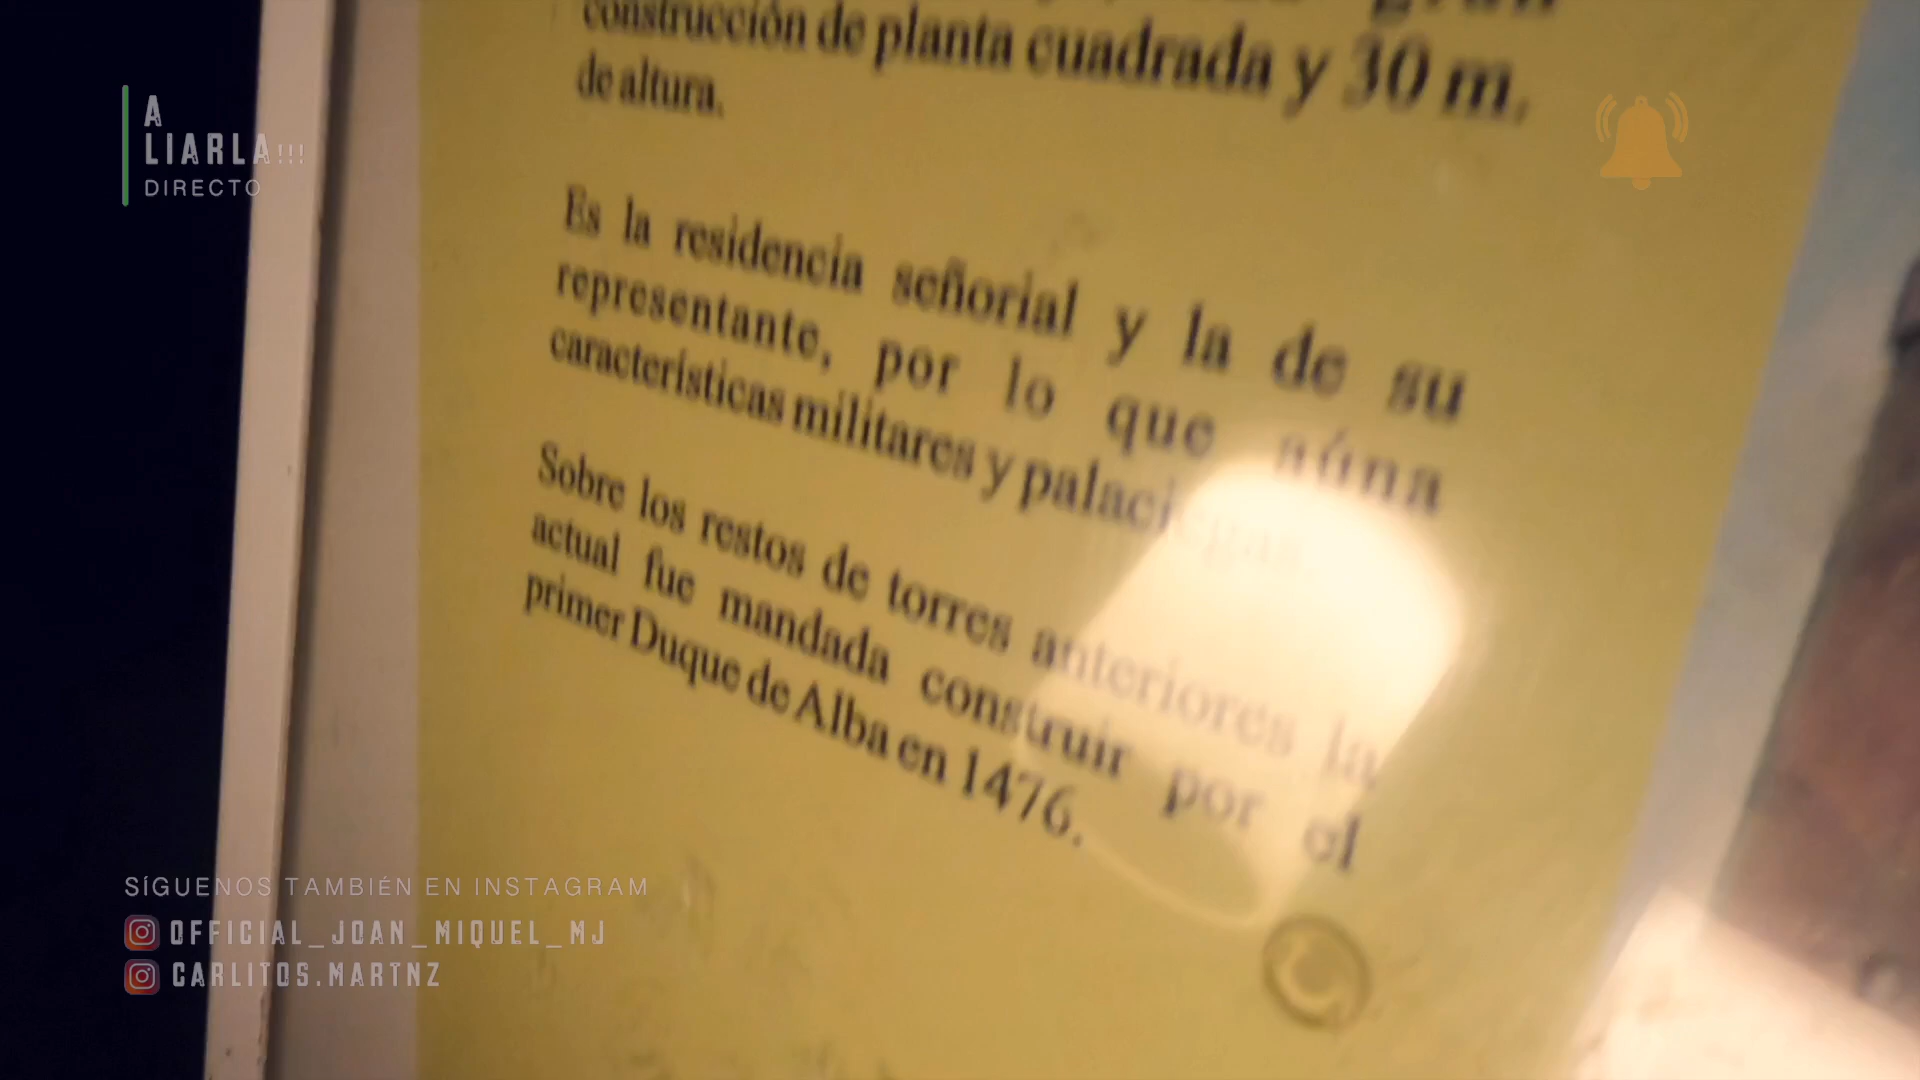 construcción de planta cuadrada y 30 m.
de altura.
Es la residencia señorial y la de su
representante, por lo que aúna
características militares y
Sobre los restos de torres anteriores la
actual fue mandada construir por el
primer Duque de Alba en 1476.
A
LIARLA!!!
DIRECTO
SÍGUENOS TAMBIÉN EN INSTAGRAM
OFFICIAL_JOAN_MIQUEL_MJ
CARLITOS.MARTNZ